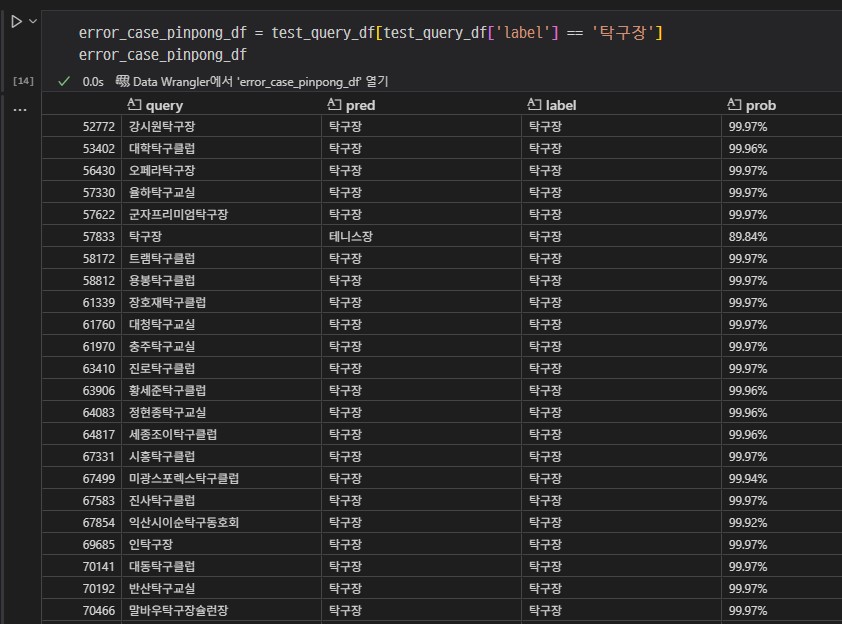 error_case_pinpong_df = test_query_df[test_query_df['label'] == '탁구장']
error_case_pinpong_df
[14] 0.0s Data Wrangler에서 'error_case_pinpong_df' 열기
query pred label prob
52772 강시원탁구장 탁구장 탁구장 99.97%
53402 대학탁구클럽 탁구장 탁구장 99.96%
56430 오페라탁구장 탁구장 탁구장 99.97%
57330 율하탁구교실 탁구장 탁구장 99.97%
57622 군자프리미엄탁구장 탁구장 탁구장 99.97%
57833 탁구장 테니스장 탁구장 89.84%
58172 트램탁구클럽 탁구장 탁구장 99.97%
58812 용봉탁구클럽 탁구장 탁구장 99.97%
61339 장호재탁구클럽 탁구장 탁구장 99.97%
61760 대청탁구교실 탁구장 탁구장 99.97%
61970 충주탁구교실 탁구장 탁구장 99.97%
63410 진로탁구클럽 탁구장 탁구장 99.97%
63906 황세준탁구클럽 탁구장 탁구장 99.96%
64083 정현종탁구교실 탁구장 탁구장 99.96%
64817 세종조이탁구클럽 탁구장 탁구장 99.96%
67331 시흥탁구클럽 탁구장 탁구장 99.97%
67499 미광스포렉스탁구클럽 탁구장 탁구장 99.94%
67583 진사탁구클럽 탁구장 탁구장 99.97%
67854 익산시이순탁구동호회 탁구장 탁구장 99.92%
69685 인탁구장 탁구장 탁구장 99.97%
70141 대동탁구클럽 탁구장 탁구장 99.97%
70192 반산탁구교실 탁구장 탁구장 99.97%
70466 말바우탁구장슐런장 탁구장 탁구장 99.97%